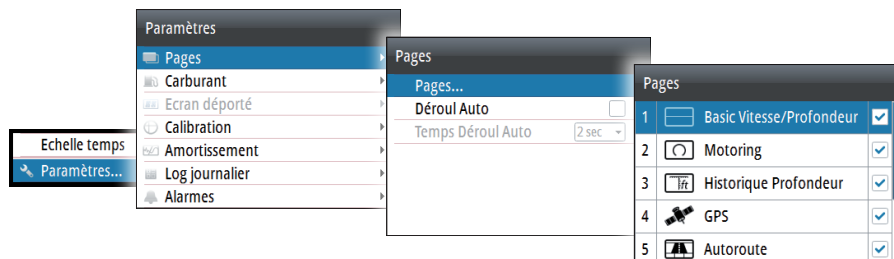 Echelle temps
Paramètres...
Paramètres
Pages
Carburant
Ecran déporté
Calibration
Amortissement
Log journalier
Alarmes
Pages
Pages...
Déroul Auto
Temps Déroul Auto 2 sec
Pages
1 Basic Vitesse/Profondeur
2 Motoring
3 ft Historique Profondeur
4 GPS
5 Autoroute